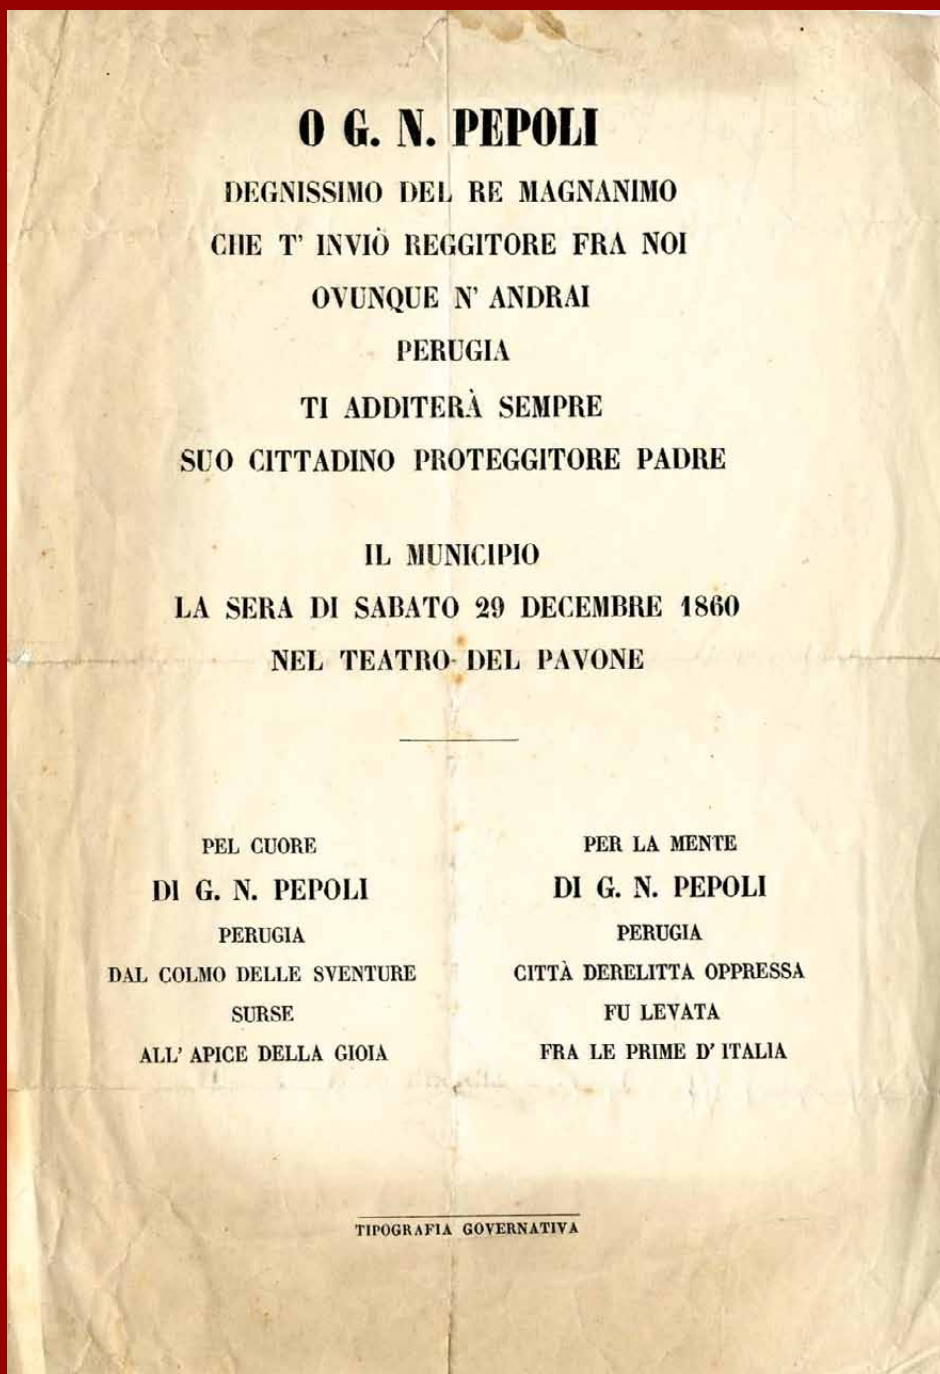 O G. N. PEPOLI
DEGNISSIMO DEL RE MAGNANIMO
CHE T' INVIÒ REGGITORE FRA NOI
OVUNQUE N' ANDRAI
PERUGIA
TI ADDITERÀ SEMPRE
SUO CITTADINO PROTEGGITORE PADRE
IL MUNICIPIO
LA SERA DI SABATO 29 DECEMBRE 1860
NEL TEATRO DEL PAVONE
PEL CUORE
DI G. N. PEPOLI
PERUGIA
DAL COLMO DELLE SVENTURE
SURSE
ALL' APICE DELLA GIOIA
PER LA MENTE
DI G. N. PEPOLI
PERUGIA
CITTÀ DERELITTA OPPRESSA
FU LEVATA
FRA LE PRIME D' ITALIA
TIPOGRAFIA GOVERNATIVA